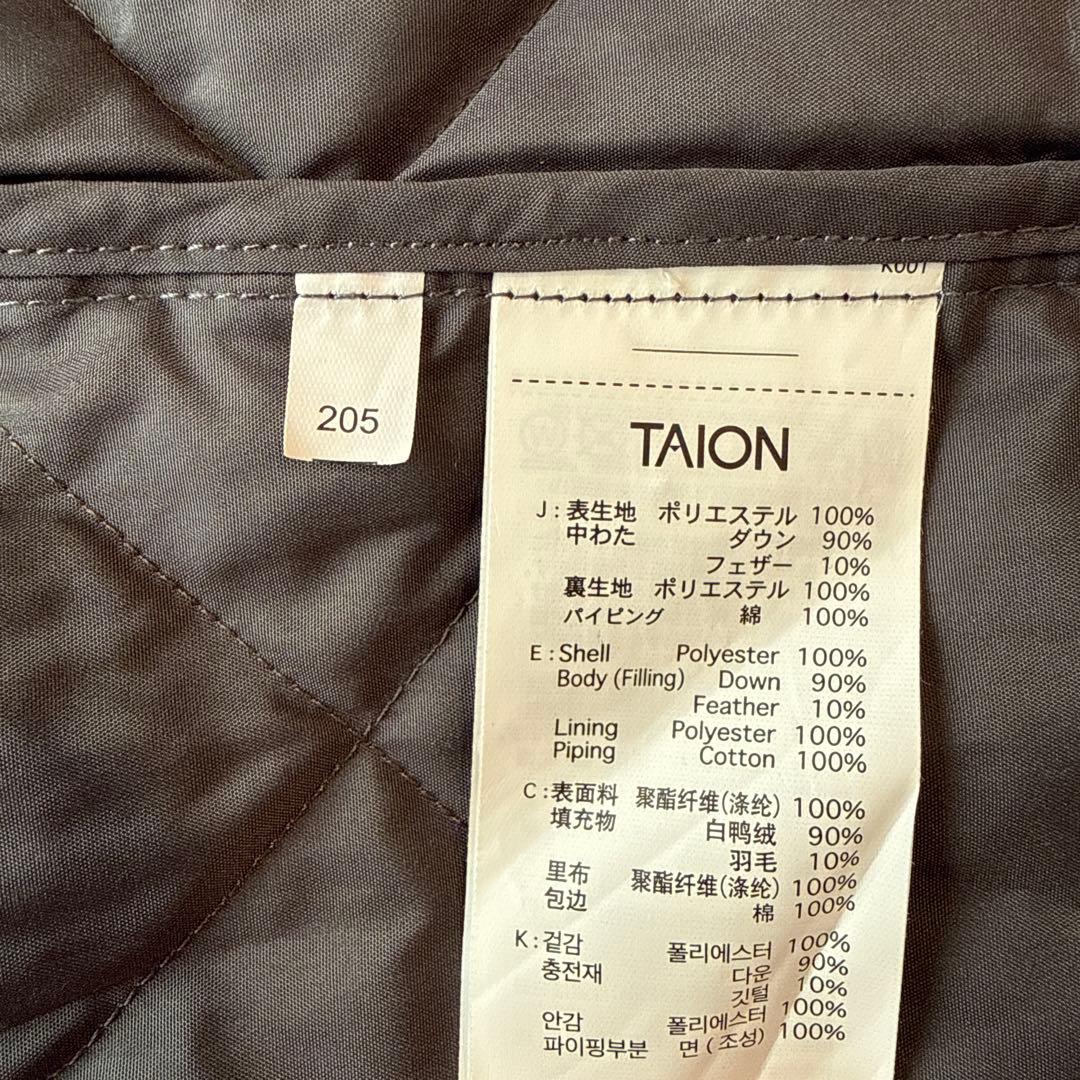 K001
205
TAION
J : 表生地 ポリエステル 100%
中わた ダウン 90%
フェザー 10%
裏生地 ポリエステル 100%
パイピング 綿 100%
E : Shell Polyester 100%
Body (Filling) Down 90%
Feather 10%
Lining Polyester 100%
Piping Cotton 100%
C : 表面料 聚酯纤维(涤纶) 100%
填充物 白鸭绒 90%
羽毛 10%
里布 聚酯纤维(涤纶) 100%
包边 棉 100%
K : 겉감 폴리에스터 100%
충전재 다운 90%
깃털 10%
안감 폴리에스터 100%
파이핑부분 면 (조성) 100%